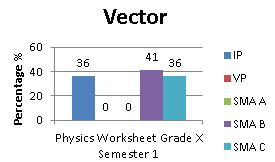 Vector
Percentage %
60
40
20
0
36
0
0
41
36
Physics Worksheet Grade X
Semester 1
IP
VP
SMA A
SMA B
SMA C